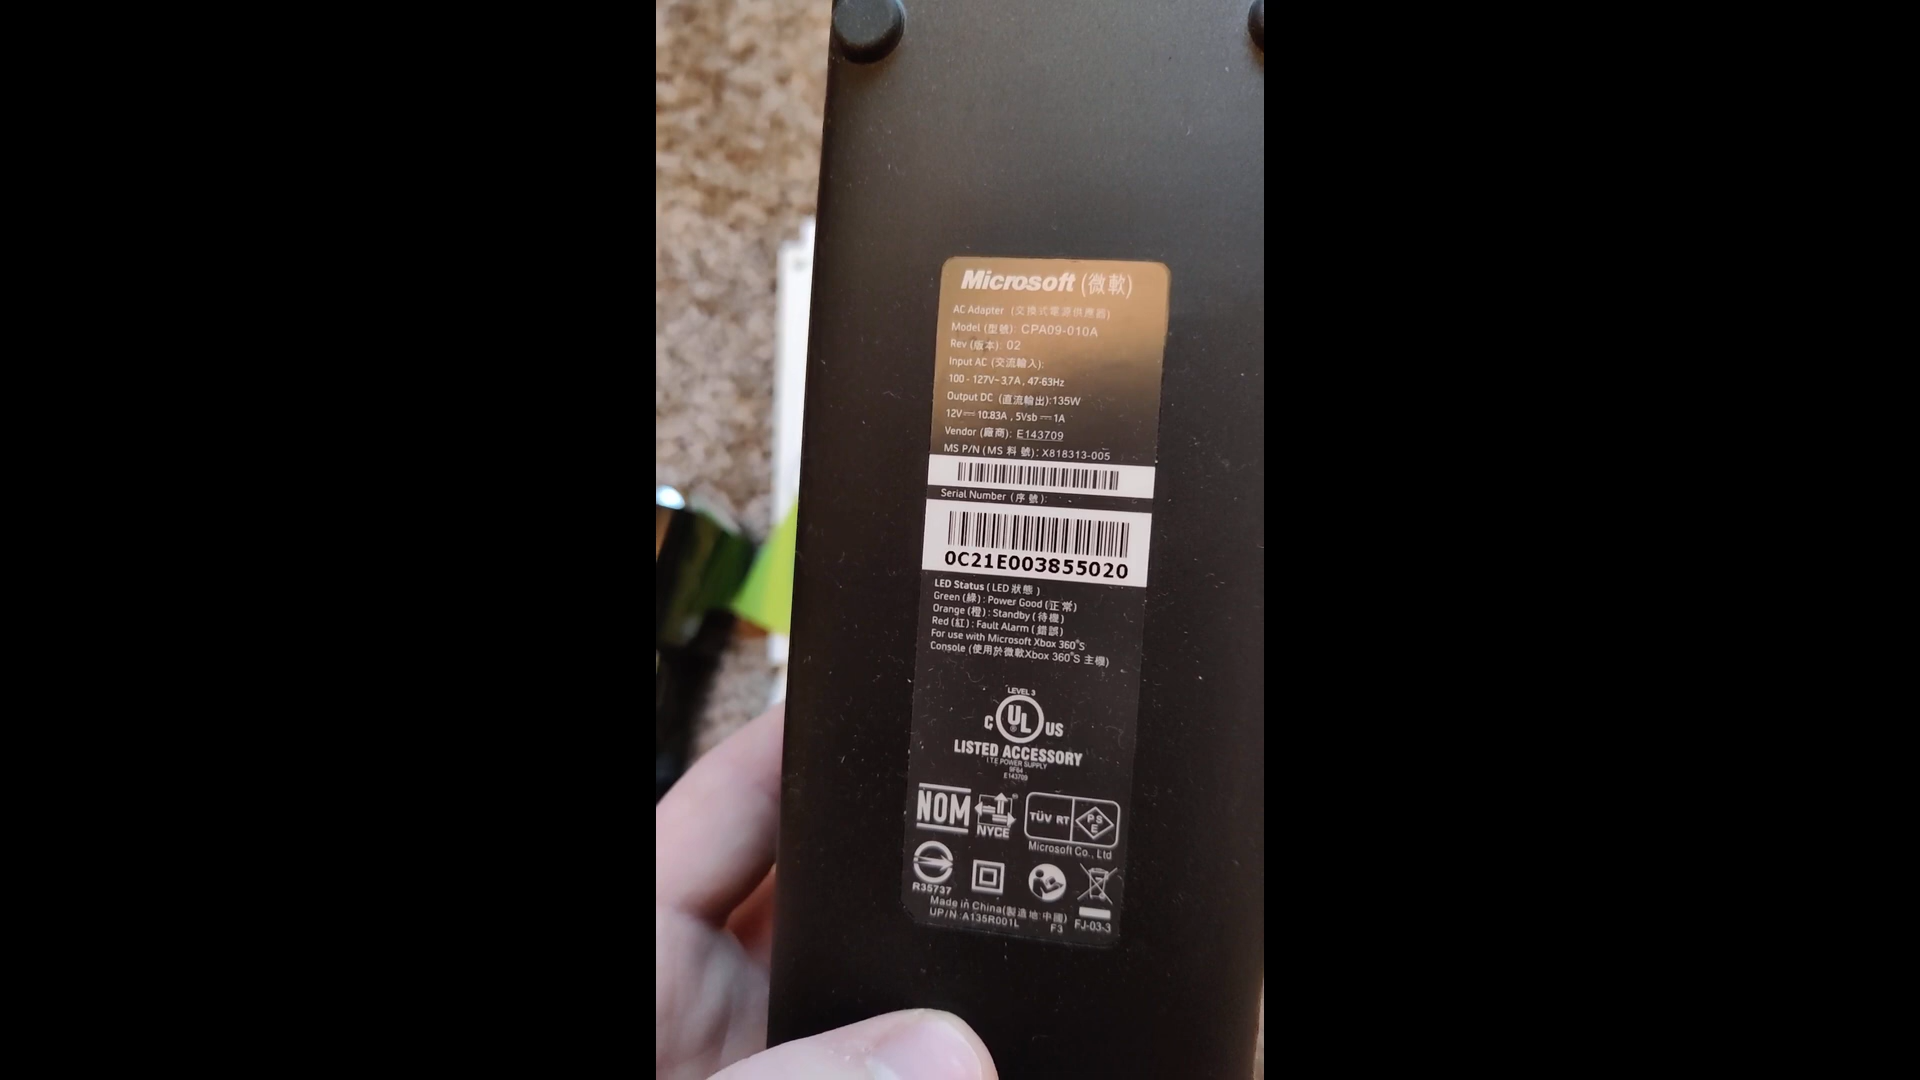 Microsoft (微軟)
AC Adapter (交換式電源供應器)
Model (型號): CPA09-010A
Rev (版本): 02
Input AC (交流輸入):
100 - 127V~ 3.7A , 47-63Hz
Output DC (直流輸出):135W
12V⎓ 10.83A , 5Vsb ⎓ 1A
Vendor (廠商): E143709
MS P/N (MS 料 號): X818313-005
Serial Number (序 號):
0C21E003855020
LED Status ( LED 狀態 )
Green (綠) : Power Good ( 正 常)
Orange (橙) : Standby ( 待機)
Red (紅) : Fault Alarm ( 錯誤)
For use with Microsoft Xbox 360®S
Console (使用於微軟Xbox 360®S 主機)
LEVEL 3
C UL ® US
LISTED ACCESSORY
I.T.E POWER SUPPLY
9F64
E143709
NOM NYCE TÜV RT PSE
Microsoft Co., Ltd
R35737
Made in China(製造地:中國)
UP/N :A135R001L F3 FJ-03-3